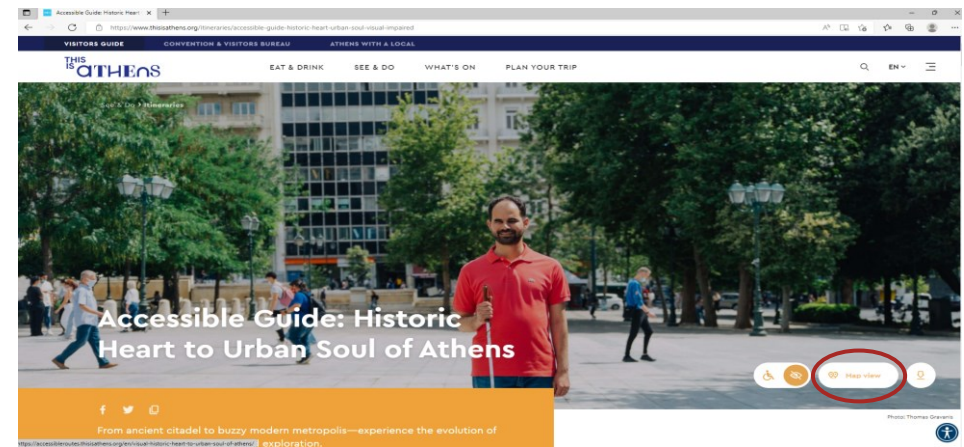 Accessible Guide: Historic Heart
https://www.thisisathens.org/itineraries/accessible-guide-historic-heart-urban-soul-visual-impaired
VISITORS GUIDE CONVENTION & VISITORS BUREAU ATHENS WITH A LOCAL
THIS IS ATHENS EAT & DRINK SEE & DO WHAT'S ON PLAN YOUR TRIP EN
See & Do > Itineraries
Accessible Guide: Historic
Heart to Urban Soul of Athens
Map view
Photo: Thomas Gravanis
From ancient citadel to buzzy modern metropolis—experience the evolution of
exploration.
https://accessibleroutes.thisisathens.org/en/visual-historic-heart-to-urban-soul-of-athens/